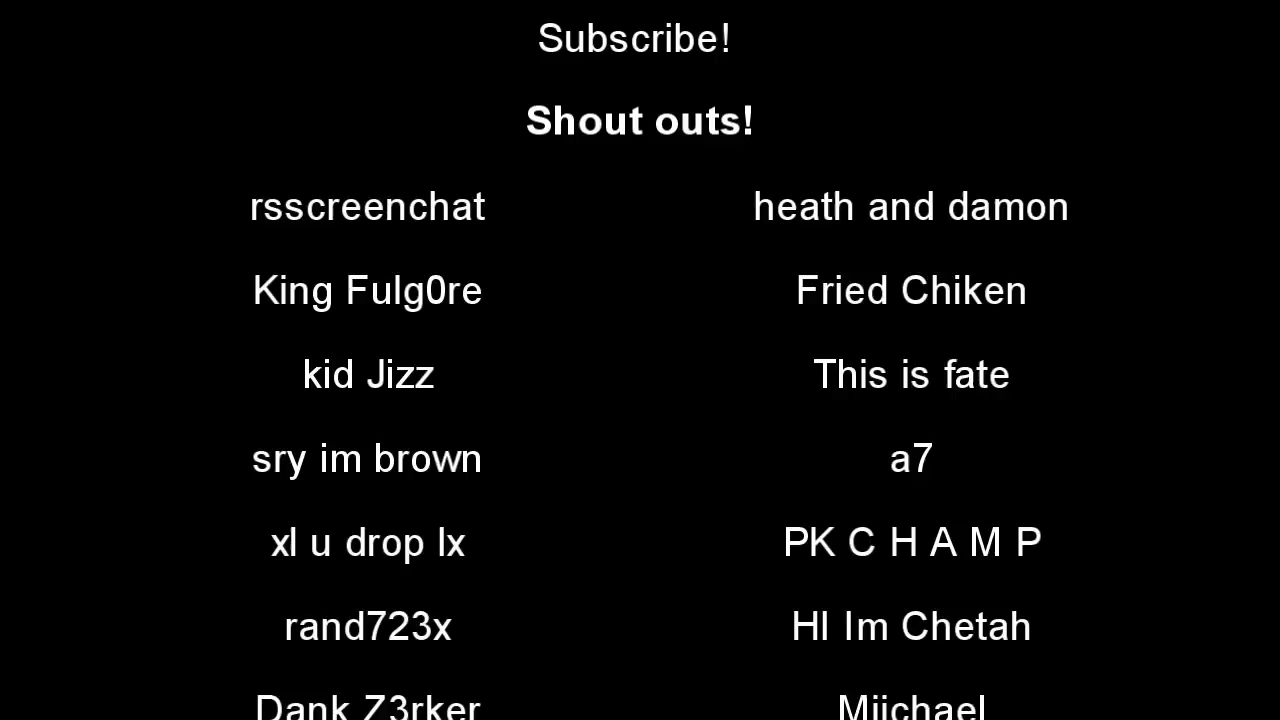 Subscribe!
Shout outs!
rsscreenchat heath and damon
King Fulg0re Fried Chiken
kid Jizz This is fate
sry im brown a7
xl u drop lx PK C H A M P
rand723x HI Im Chetah
Dank Z3rker Miichael